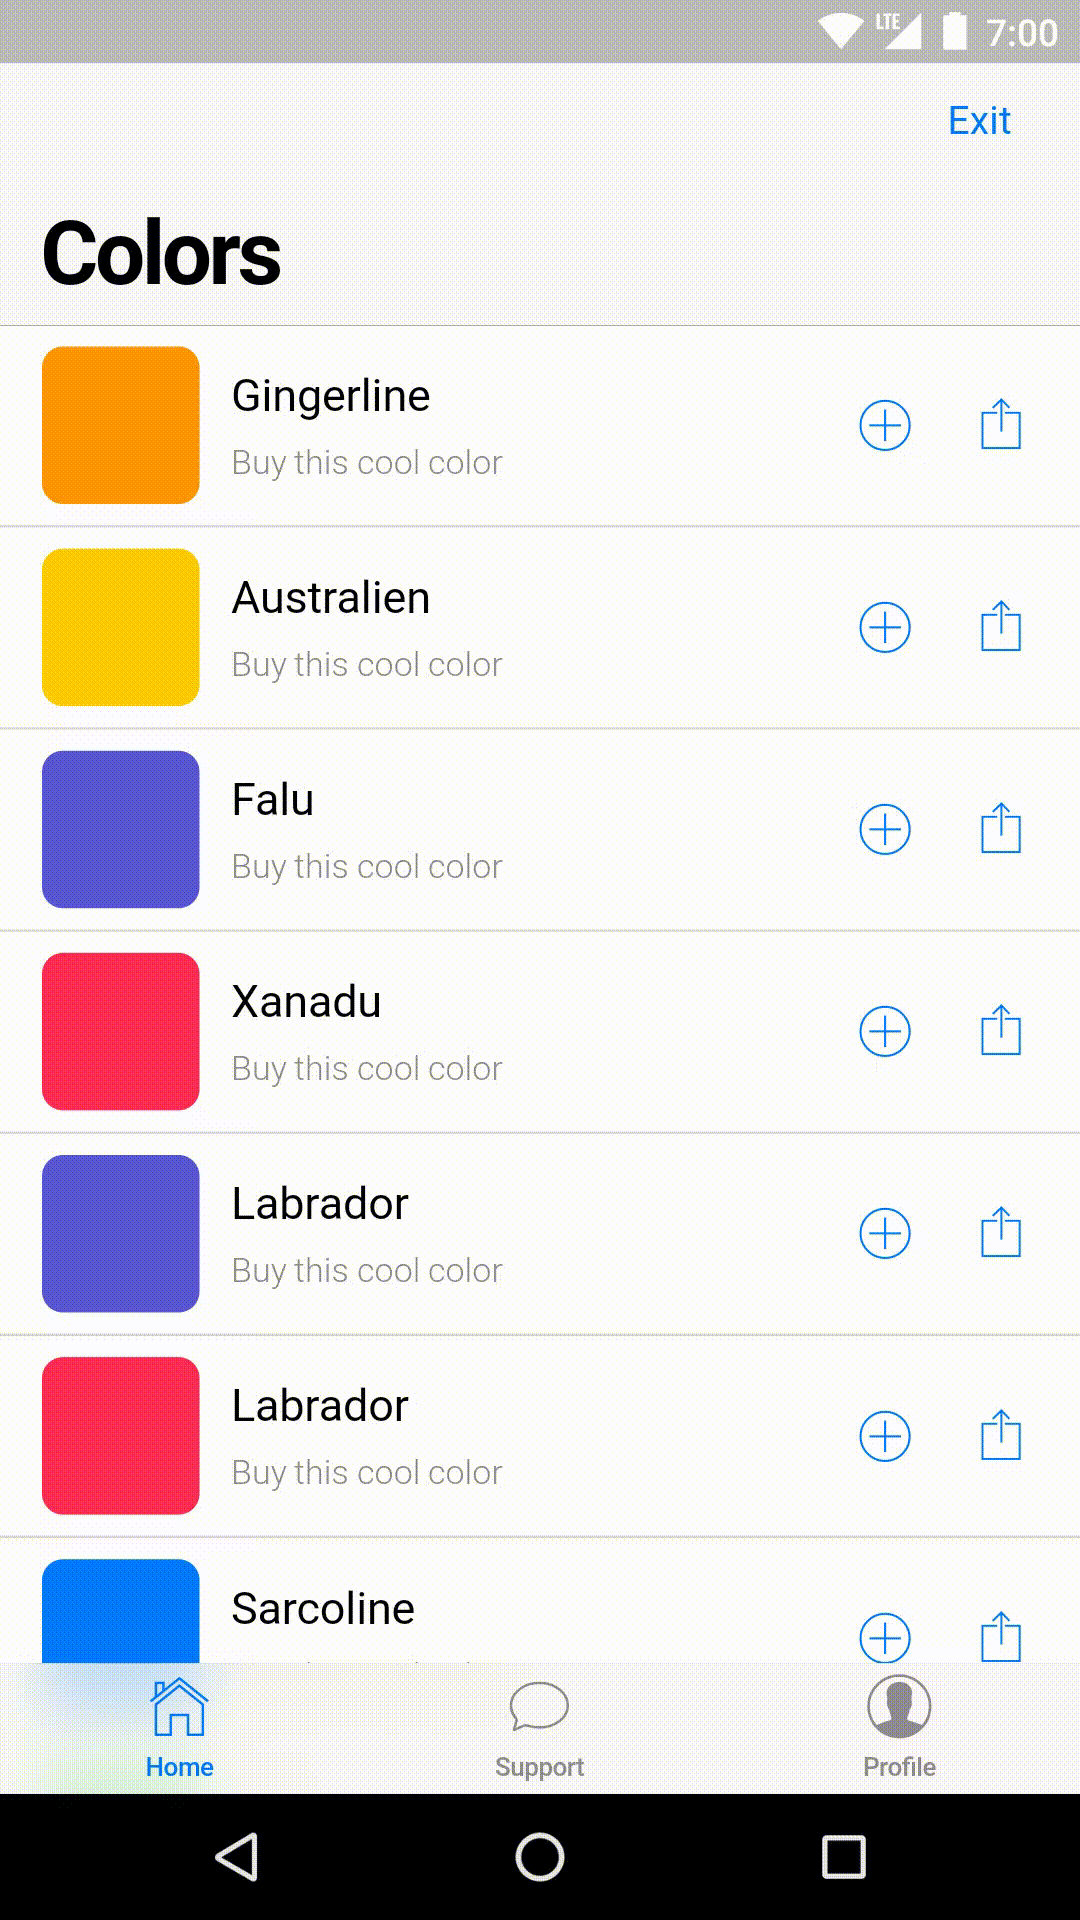 LTE 7:00
Exit
Colors
Gingerline
Buy this cool color
Australien
Buy this cool color
Falu
Buy this cool color
Xanadu
Buy this cool color
Labrador
Buy this cool color
Labrador
Buy this cool color
Sarcoline
Home Support Profile